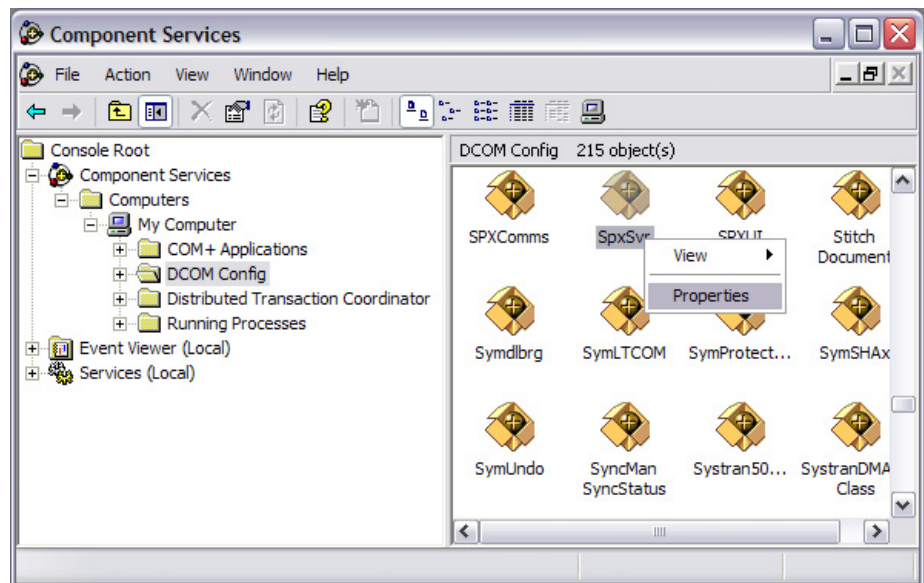 Component Services
File Action View Window Help
Console Root
Component Services
Computers
My Computer
COM+ Applications
DCOM Config
Distributed Transaction Coordinator
Running Processes
Event Viewer (Local)
Services (Local)
DCOM Config 215 object(s)
SPXComms SpxSvr SPXUI Stitch
Document
View
Properties
Symdlbrg SymLTCOM SymProtect... SymSHAx
SymUndo SyncMan Systran50... SystranDMA
SyncStatus Class